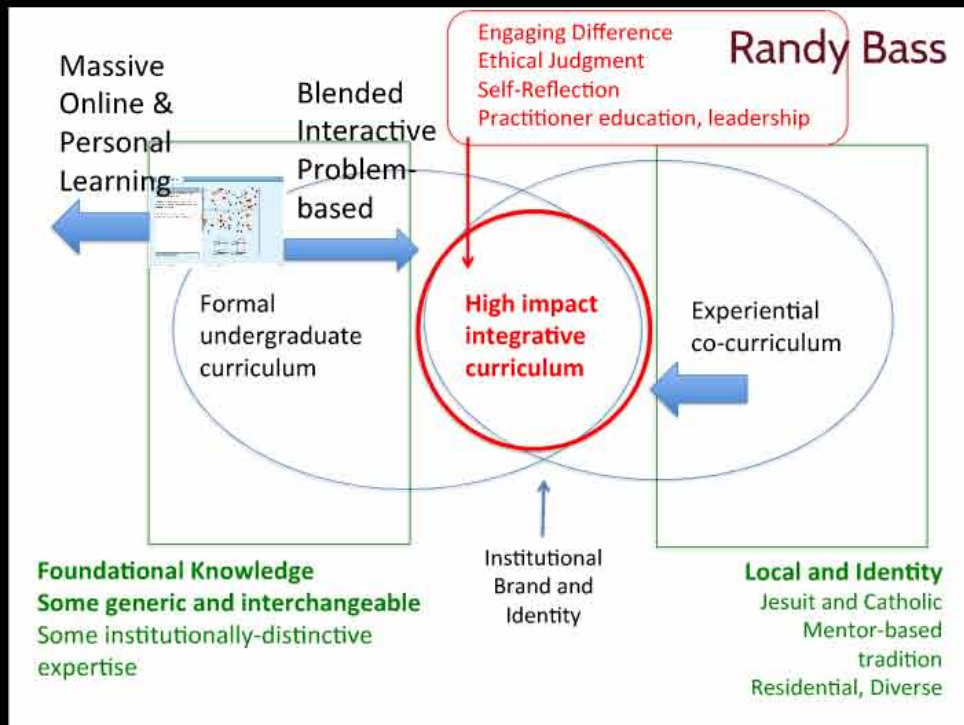 Randy Bass
Engaging Difference
Ethical Judgment
Self-Reflection
Practitioner education, leadership
Massive
Online &
Personal
Learning
Blended
Interactive
Problem-
based
Formal
undergraduate
curriculum
High impact
integrative
curriculum
Experiential
co-curriculum
Institutional
Brand and
Identity
Foundational Knowledge
Some generic and interchangeable
Some institutionally-distinctive
expertise
Local and Identity
Jesuit and Catholic
Mentor-based
tradition
Residential, Diverse